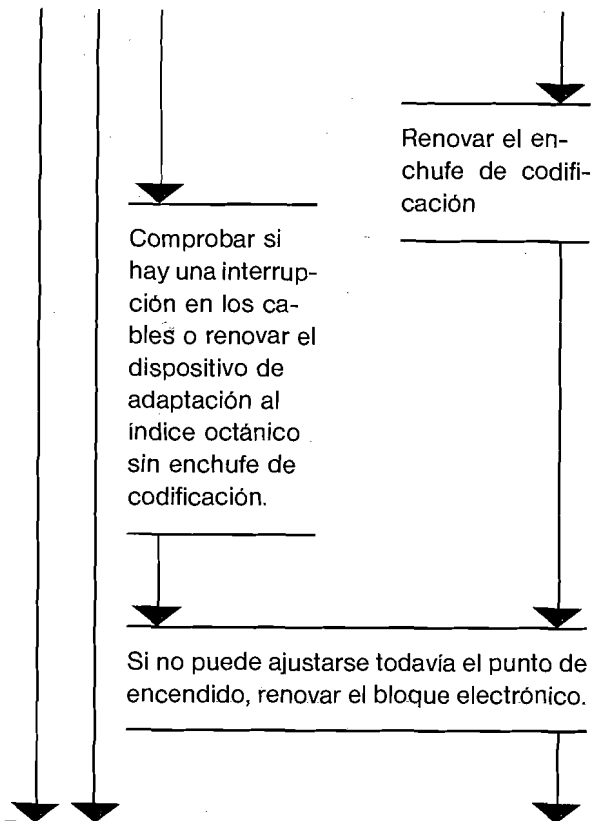 Renovar el en-
chufe de codifi-
cación
Comprobar si
hay una interrup-
ción en los ca-
bles o renovar el
dispositivo de
adaptación al
índice octánico
sin enchufe de
codificación.
Si no puede ajustarse todavía el punto de
encendido, renovar el bloque electrónico.